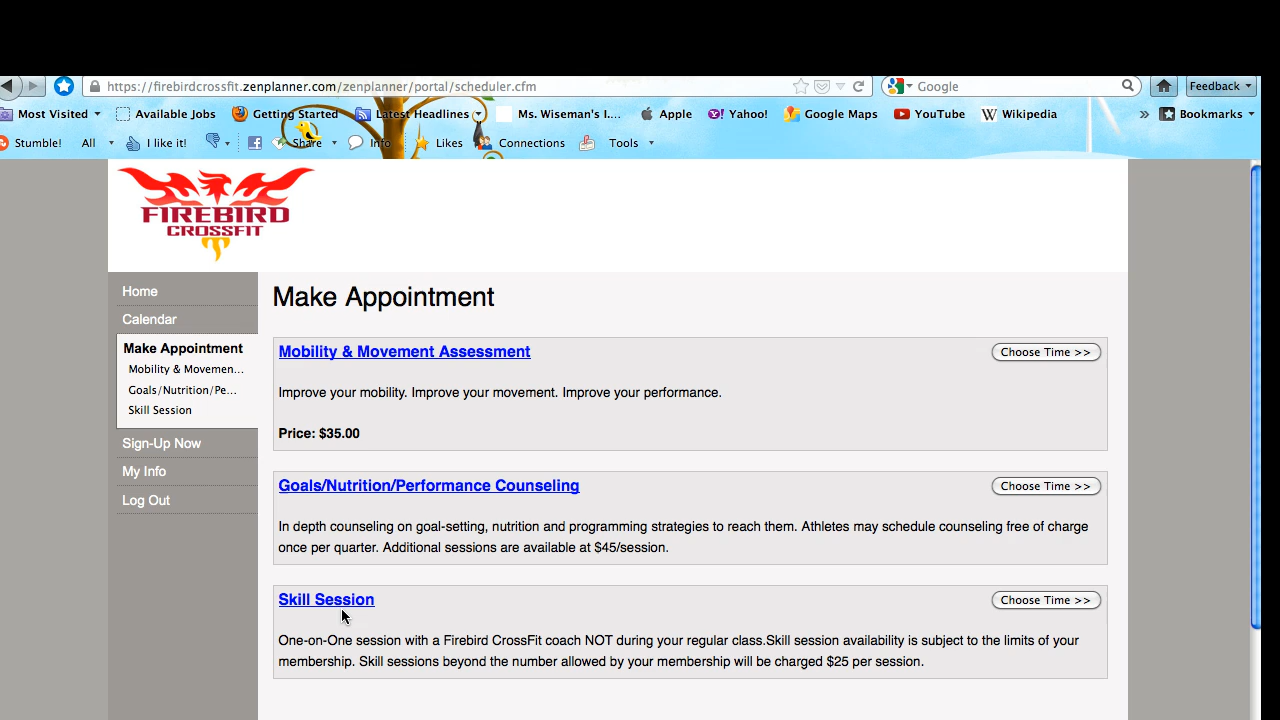 https://firebirdcrossfit.zenplanner.com/zenplanner/portal/scheduler.cfm
Google
Feedback
Most Visited
Available Jobs
Getting Started
Latest Headlines
Ms. Wiseman's I....
Apple
Yahoo!
Google Maps
YouTube
Wikipedia
»
Bookmarks
Stumble!
All
I like it!
Share
Info
Likes
Connections
Tools
FIREBIRD
CROSSFIT
Home
Calendar
Make Appointment
Mobility & Movemen...
Goals/Nutrition/Pe...
Skill Session
Sign-Up Now
My Info
Log Out
Make Appointment
Mobility & Movement Assessment
Choose Time >>
Improve your mobility. Improve your movement. Improve your performance.
Price: $35.00
Goals/Nutrition/Performance Counseling
Choose Time >>
In depth counseling on goal-setting, nutrition and programming strategies to reach them. Athletes may schedule counseling free of charge
once per quarter. Additional sessions are available at $45/session.
Skill Session
Choose Time >>
One-on-One session with a Firebird CrossFit coach NOT during your regular class.Skill session availability is subject to the limits of your
membership. Skill sessions beyond the number allowed by your membership will be charged $25 per session.